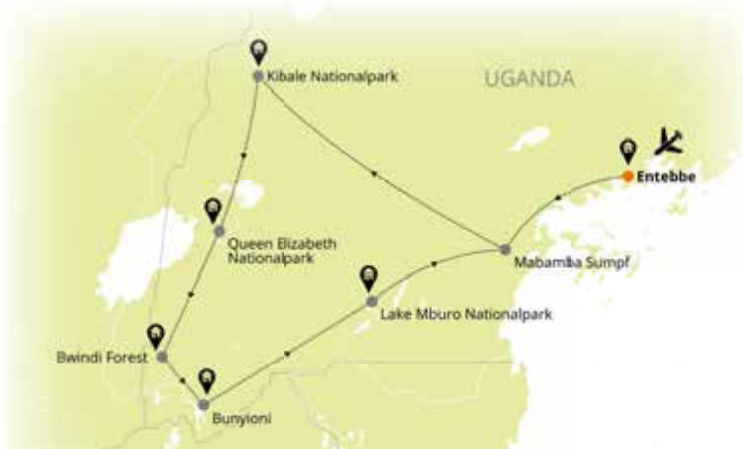 Kibale Nationalpark
UGANDA
Entebbe
Queen Elizabeth
Nationalpark
Mabamba Sumpf
Lake Mburo Nationalpark
Bwindi Forest
Bunyioni